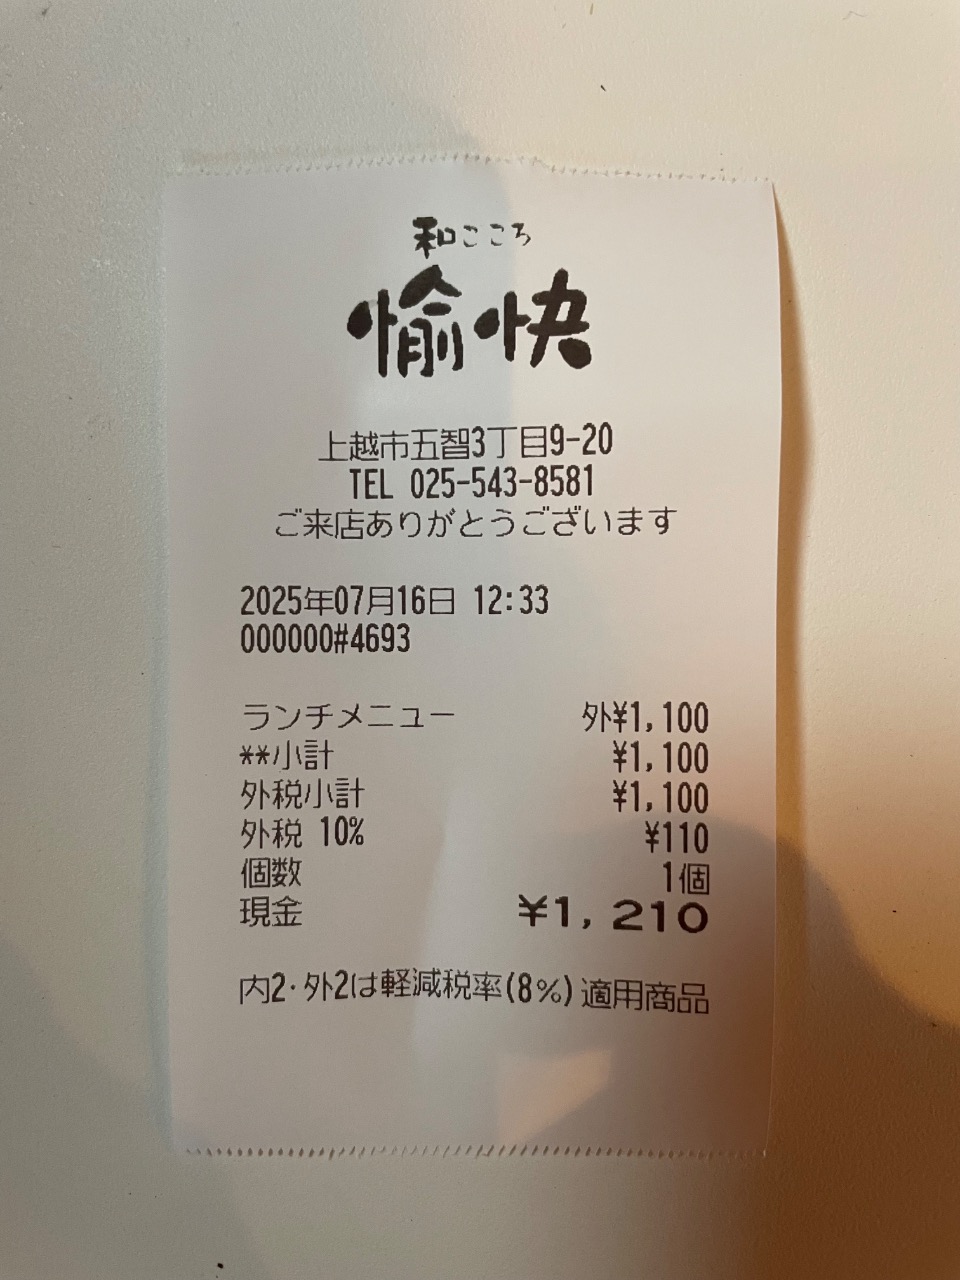 和こころ
愉快
上越市五智3丁目9-20
TEL 025-543-8581
ご来店ありがとうございます
2025年07月16日 12:33
000000#4693
ランチメニュー 外¥1,100
**小計 ¥1,100
外税小計 ¥1,100
外税 10% ¥110
個数 1個
現金 ¥1,210
内2・外2は軽減税率(8%)適用商品